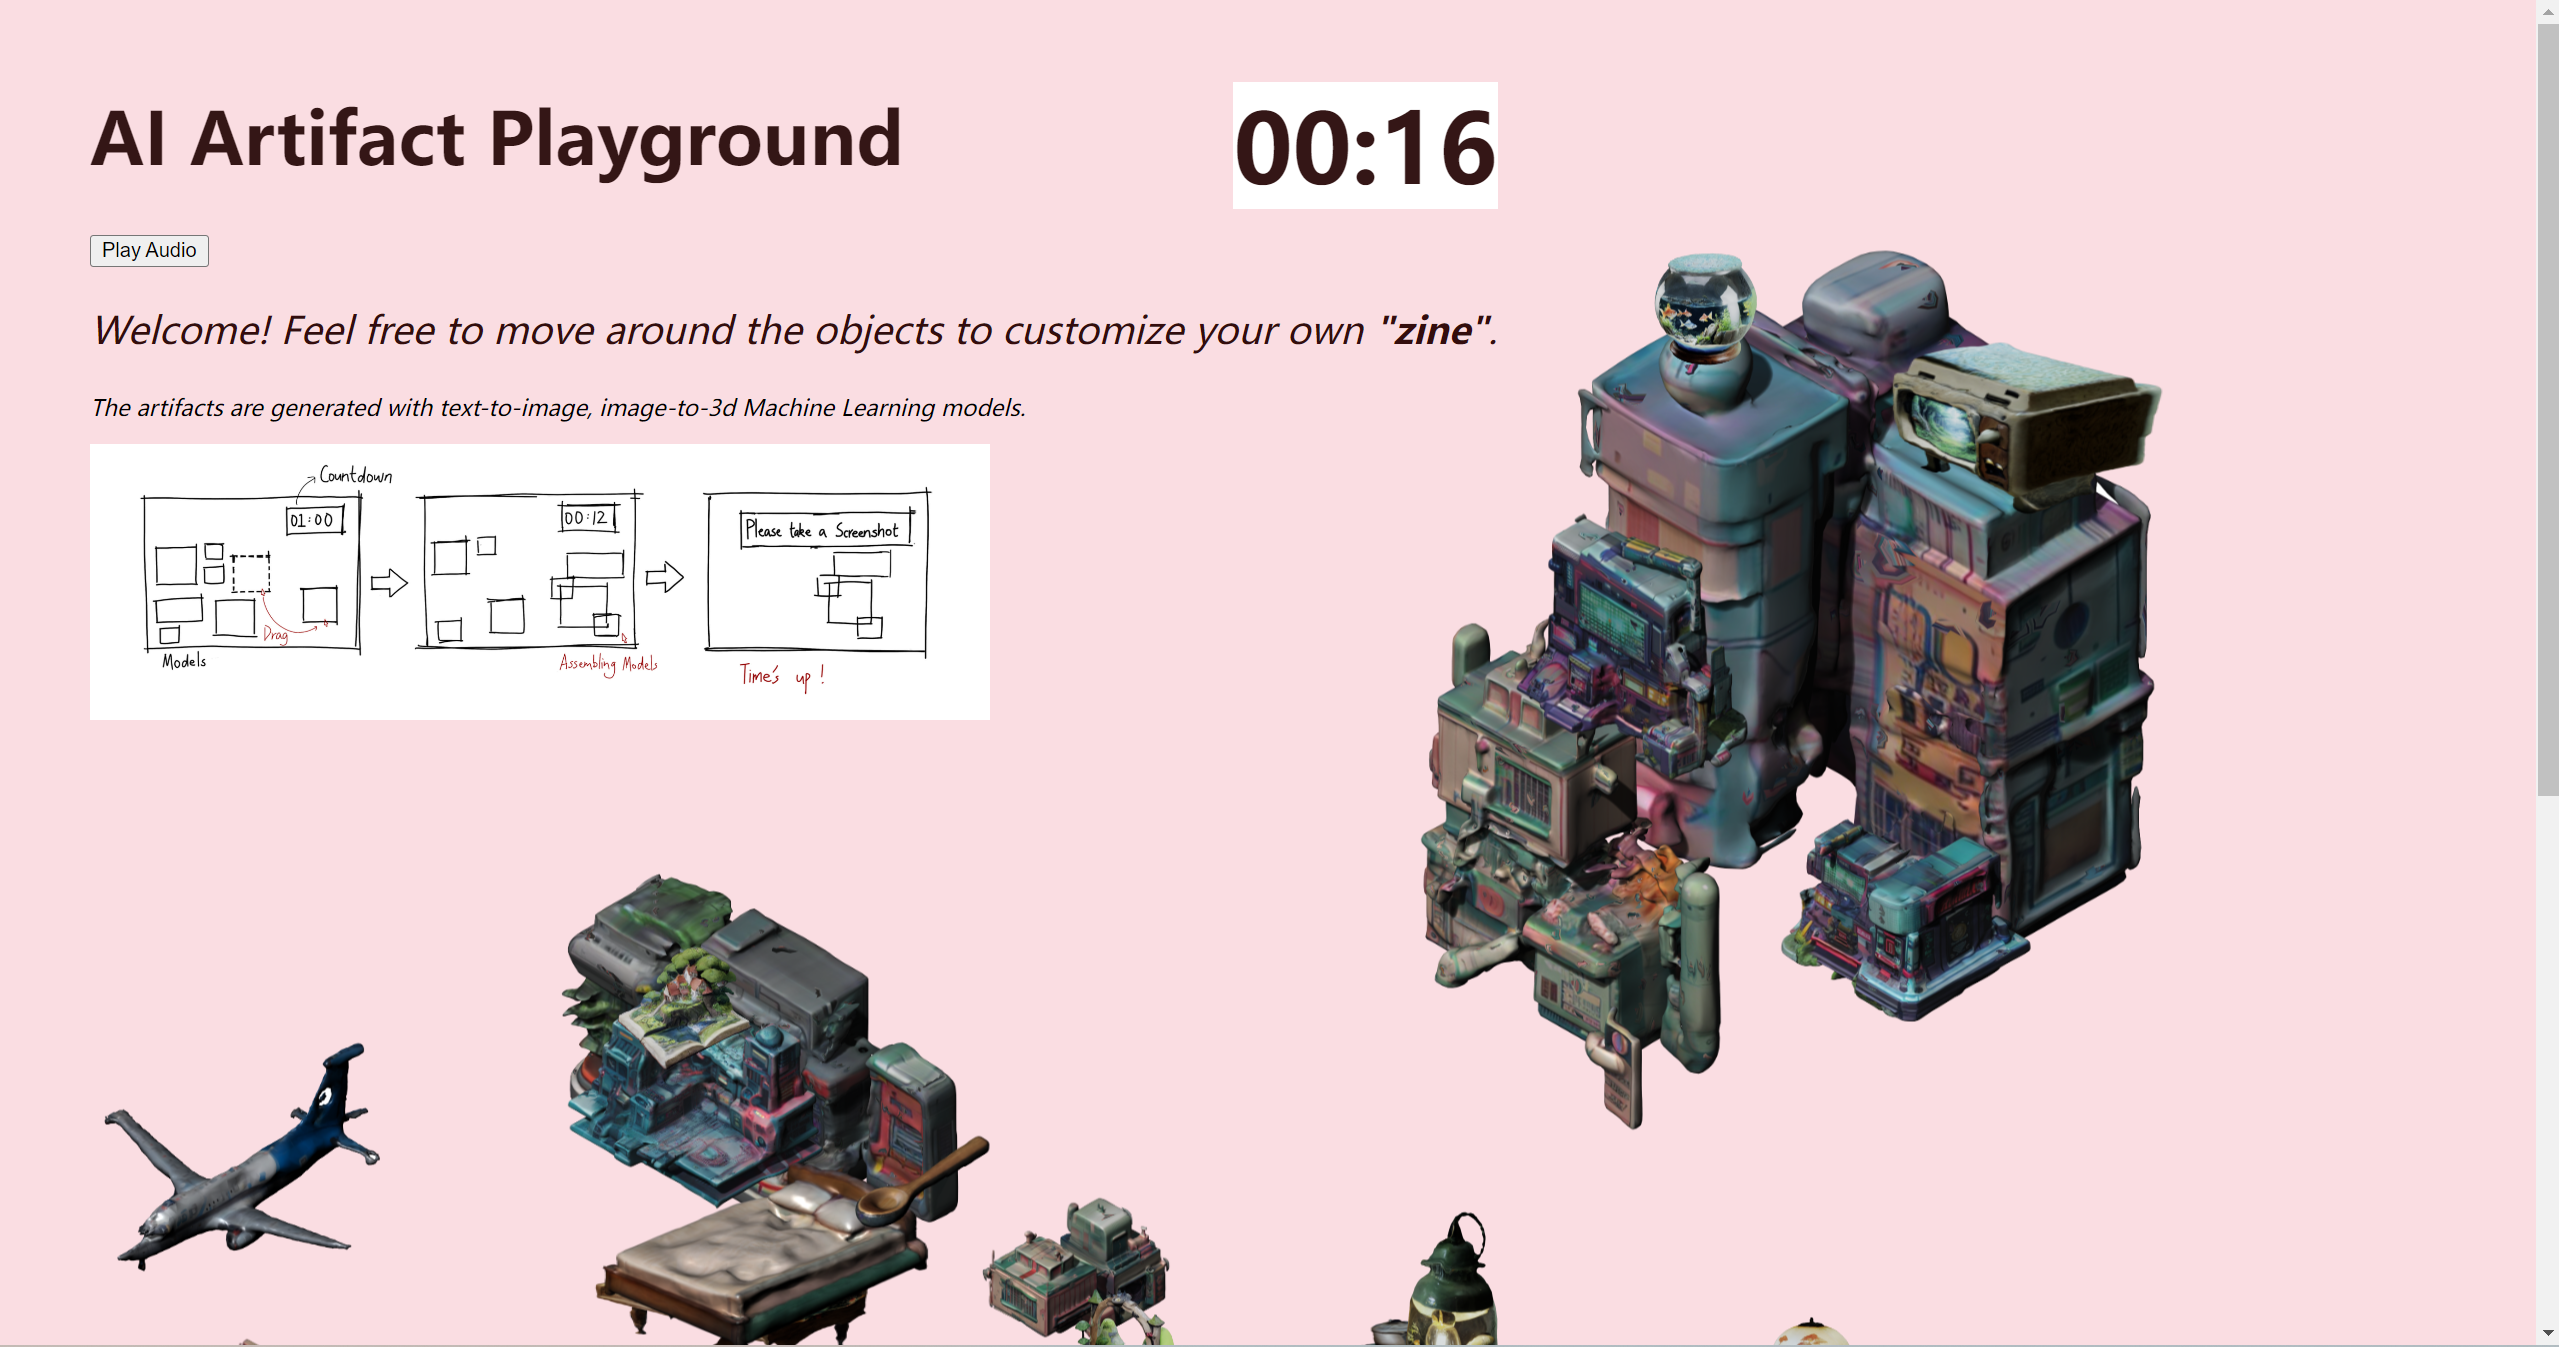 AI Artifact Playground
00:16
Play Audio
Welcome! Feel free to move around the objects to customize your own "zine".
The artifacts are generated with text-to-image, image-to-3d Machine Learning models.
Countdown
01:00
Drag
Models
00:12
Assembling Models
Please take a Screenshot
Time's up!